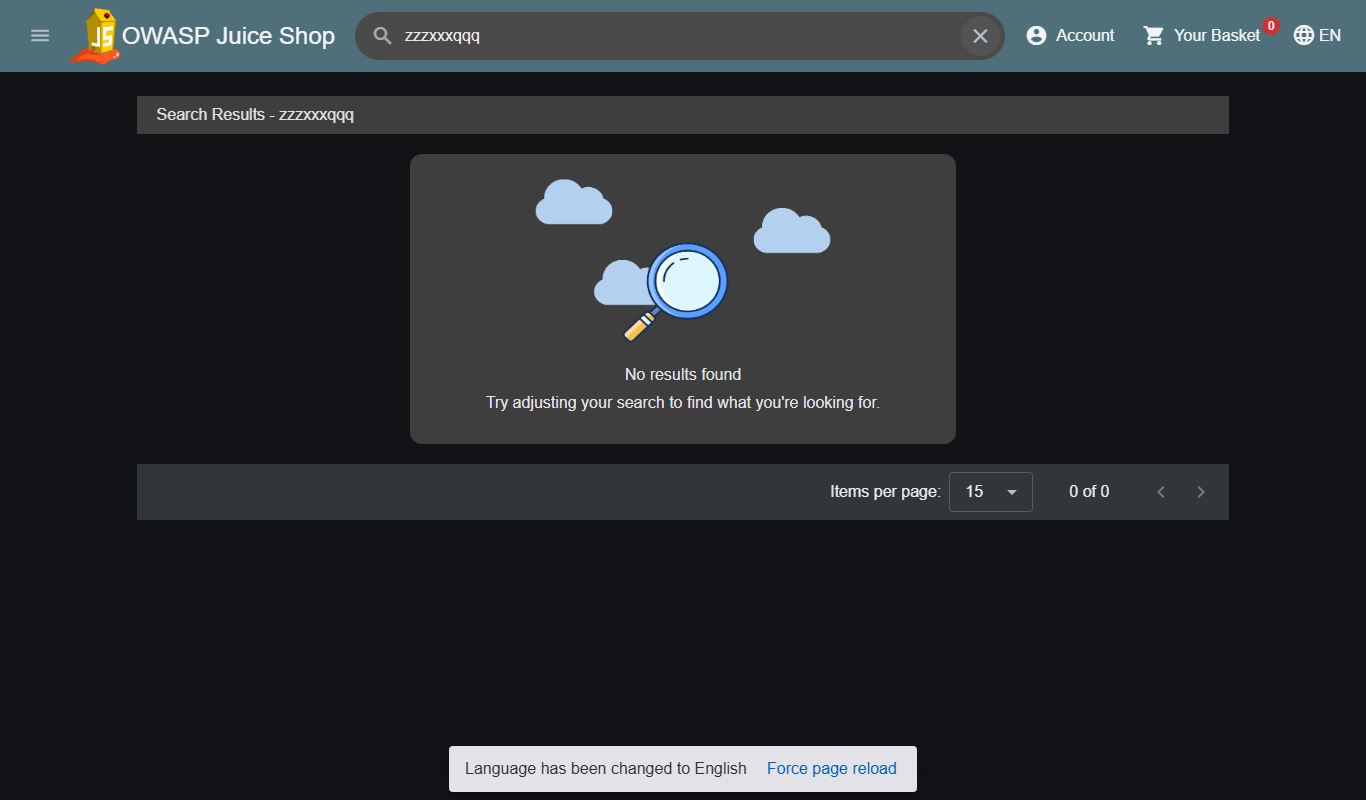 JS
OWASP Juice Shop
zzzxxxqqq
Account
Your Basket
0
EN
Search Results - zzzxxxqqq
No results found
Try adjusting your search to find what you're looking for.
Items per page:
15
0 of 0
Language has been changed to English
Force page reload